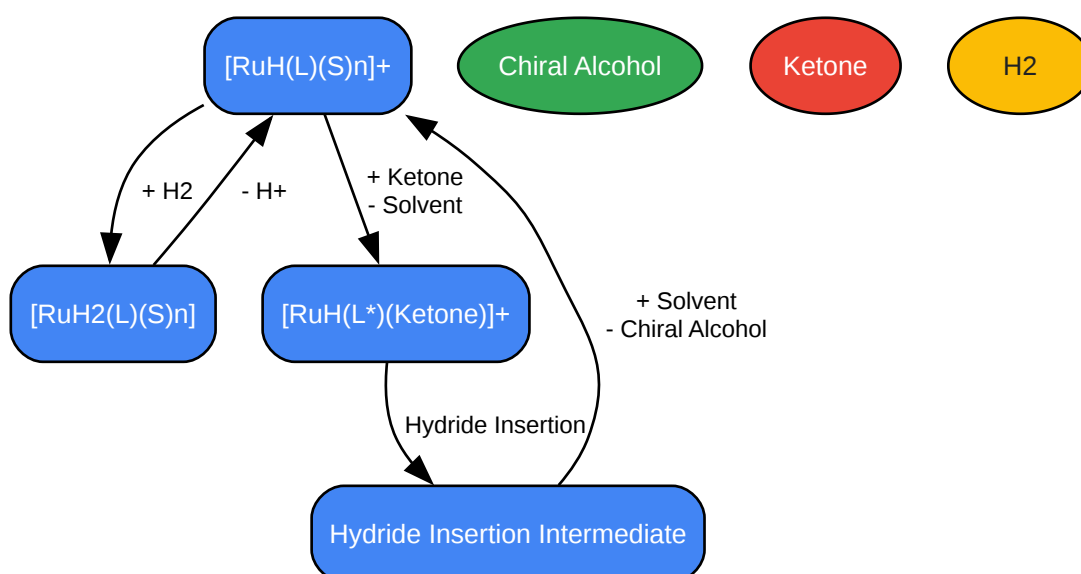 [RuH(L)(S)n]+
Chiral Alcohol
Ketone
H2
+ H2
- H+
+ Ketone
- Solvent
[RuH2(L)(S)n]
[RuH(L*)(Ketone)]+
+ Solvent
- Chiral Alcohol
Hydride Insertion
Hydride Insertion Intermediate